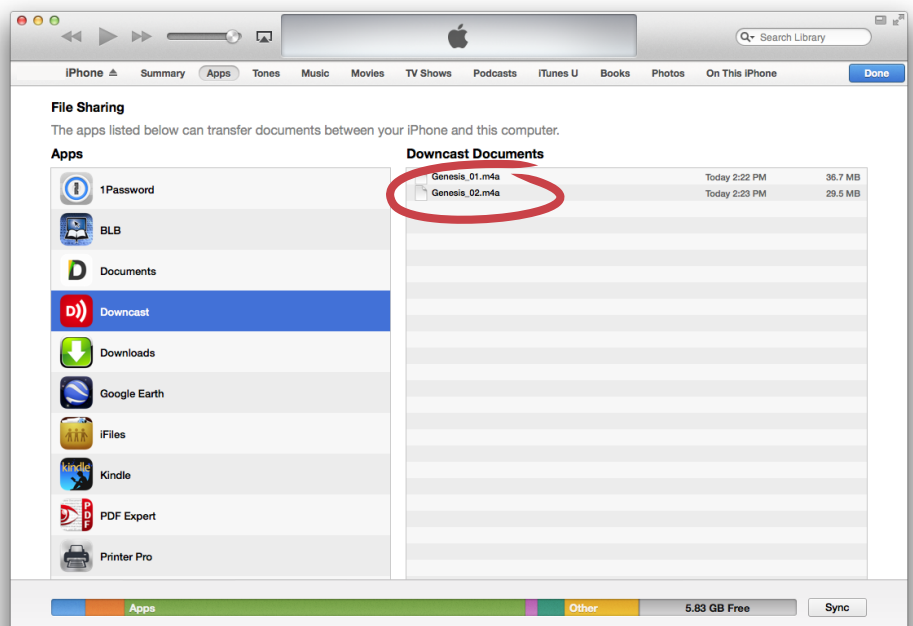 Search Library
iPhone Summary Apps Tones Music Movies TV Shows Podcasts iTunes U Books Photos On This iPhone Done
File Sharing
The apps listed below can transfer documents between your iPhone and this computer.
Apps
Downcast Documents
1Password
BLB
D
Documents
D))
Downcast
Downloads
Google Earth
iFiles
kindle
Kindle
PDF
PDF Expert
Printer Pro
Genesis_01.m4a Today 2:22 PM 36.7 MB
Genesis_02.m4a Today 2:23 PM 29.5 MB
Apps Other 5.83 GB Free Sync